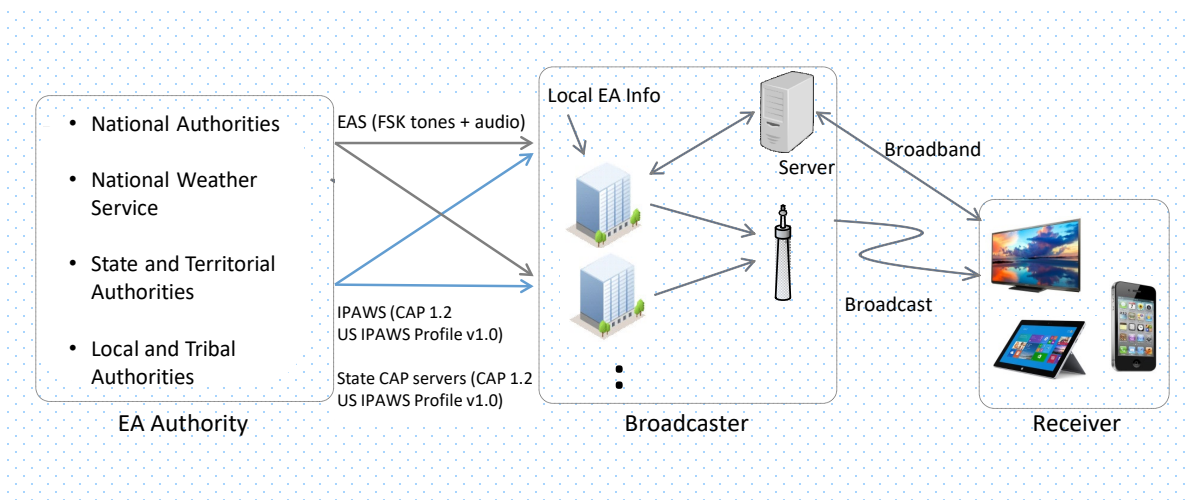 • National Authorities
• National Weather
Service
• State and Territorial
Authorities
• Local and Tribal
Authorities
EA Authority
EAS (FSK tones + audio)
IPAWS (CAP 1.2
US IPAWS Profile v1.0)
State CAP servers (CAP 1.2
US IPAWS Profile v1.0)
Local EA Info
Server
:
Broadcaster
Broadband
Broadcast
Receiver